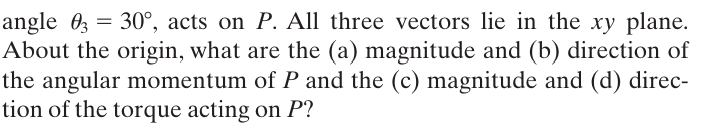 angle θ₃ = 30°, acts on P. All three vectors lie in the xy plane.
About the origin, what are the (a) magnitude and (b) direction of
the angular momentum of P and the (c) magnitude and (d) direc-
tion of the torque acting on P?